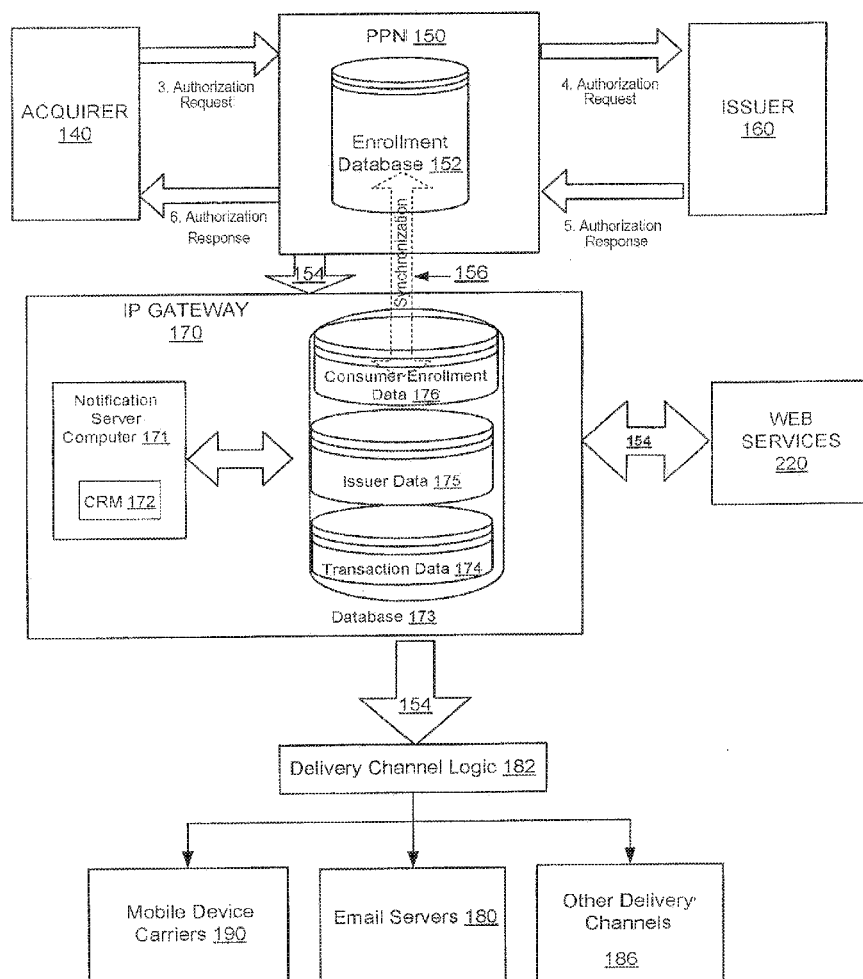 PPN 150
3. Authorization
Request
4. Authorization
Request
ACQUIRER
140
ISSUER
160
Enrollment
Database 152
6. Authorization
Response
5. Authorization
Response
154
Synchronization
156
IP GATEWAY
170
Consumer Enrollment
Data 176
Notification
Server
Computer 171
CRM 172
Issuer Data 175
Transaction Data 174
Database 173
154
WEB
SERVICES
220
154
Delivery Channel Logic 182
Mobile Device
Carriers 190
Email Servers 180
Other Delivery
Channels
186